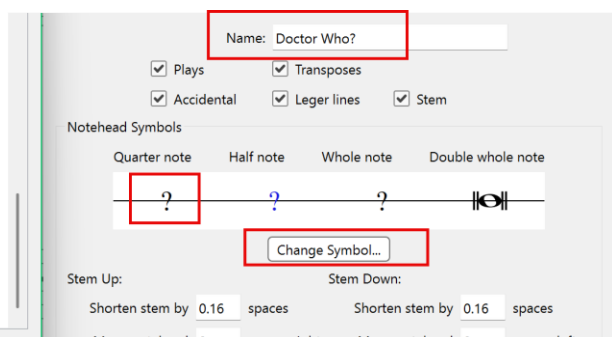 Name: Doctor Who?
Plays Transposes
Accidental Leger lines Stem
Notehead Symbols
Quarter note Half note Whole note Double whole note
? ? ?
Change Symbol...
Stem Up: Stem Down:
Shorten stem by 0.16 spaces Shorten stem by 0.16 spaces